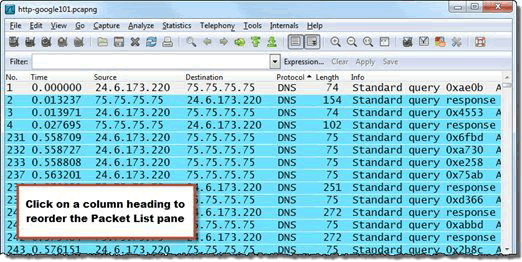 http-google101.pcapng
File Edit View Go Capture Analyze Statistics Telephony Tools Internals Help
Filter: Expression... Clear Apply Save
No. Time Source Destination Protocol Length Info
1 0.000000 24.6.173.220 75.75.75.75 DNS 74 Standard query 0xae0b A
2 0.013237 75.75.75.75 24.6.173.220 DNS 154 Standard query response
3 0.013971 24.6.173.220 75.75.75.75 DNS 74 Standard query 0x4553 A
4 0.027695 75.75.75.75 24.6.173.220 DNS 102 Standard query response
231 0.558709 24.6.173.220 75.75.75.75 DNS 75 Standard query 0x6fbd A
232 0.558727 24.6.173.220 75.75.75.75 DNS 75 Standard query 0xa730 A
233 0.558808 24.6.173.220 75.75.75.75 DNS 75 Standard query 0xe258 A
237 0.563201 24.6.173.220 75.75.75.75 DNS 75 Standard query 0x75ab A
24.6.173.220 DNS 251 Standard query response
75.75.75.75 DNS 75 Standard query 0xd366 A
24.6.173.220 DNS 272 Standard query response
75.75.75.75 DNS 75 Standard query 0xabbd A
24.6.173.220 DNS 272 Standard query response
243 0.576151 24.6.173.220 75.75.75.75 DNS 75 Standard query 0x2b8c A
Click on a column heading to
reorder the Packet List pane